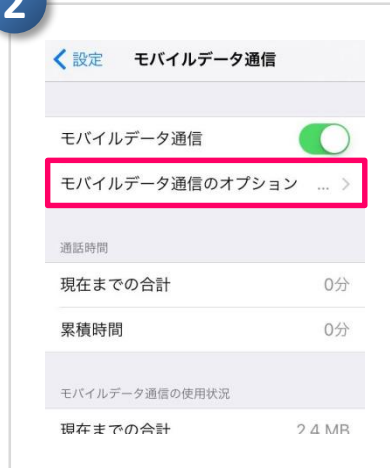 2
設定 モバイルデータ通信
モバイルデータ通信
モバイルデータ通信のオプション ... >
通話時間
現在までの合計 0分
累積時間 0分
モバイルデータ通信の使用状況
現在までの合計 2.4 MB